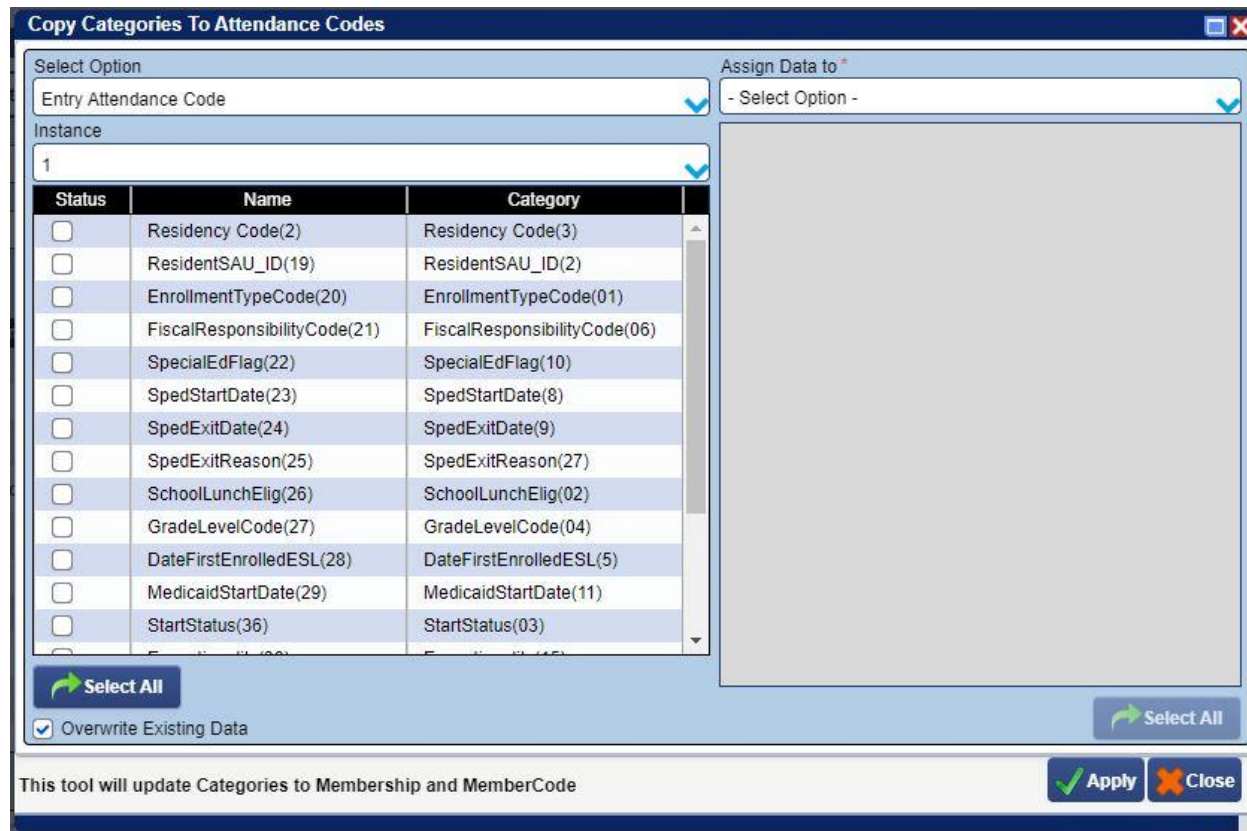 Copy Categories To Attendance Codes
Select Option
Assign Data to *
Entry Attendance Code
- Select Option -
Instance
1
Status Name Category
Residency Code(2) Residency Code(3)
ResidentSAU_ID(19) ResidentSAU_ID(2)
EnrollmentTypeCode(20) EnrollmentTypeCode(01)
FiscalResponsibilityCode(21) FiscalResponsibilityCode(06)
SpecialEdFlag(22) SpecialEdFlag(10)
SpedStartDate(23) SpedStartDate(8)
SpedExitDate(24) SpedExitDate(9)
SpedExitReason(25) SpedExitReason(27)
SchoolLunchElig(26) SchoolLunchElig(02)
GradeLevelCode(27) GradeLevelCode(04)
DateFirstEnrolledESL(28) DateFirstEnrolledESL(5)
MedicaidStartDate(29) MedicaidStartDate(11)
StartStatus(36) StartStatus(03)
Select All
Overwrite Existing Data
Select All
This tool will update Categories to Membership and MemberCode
Apply Close